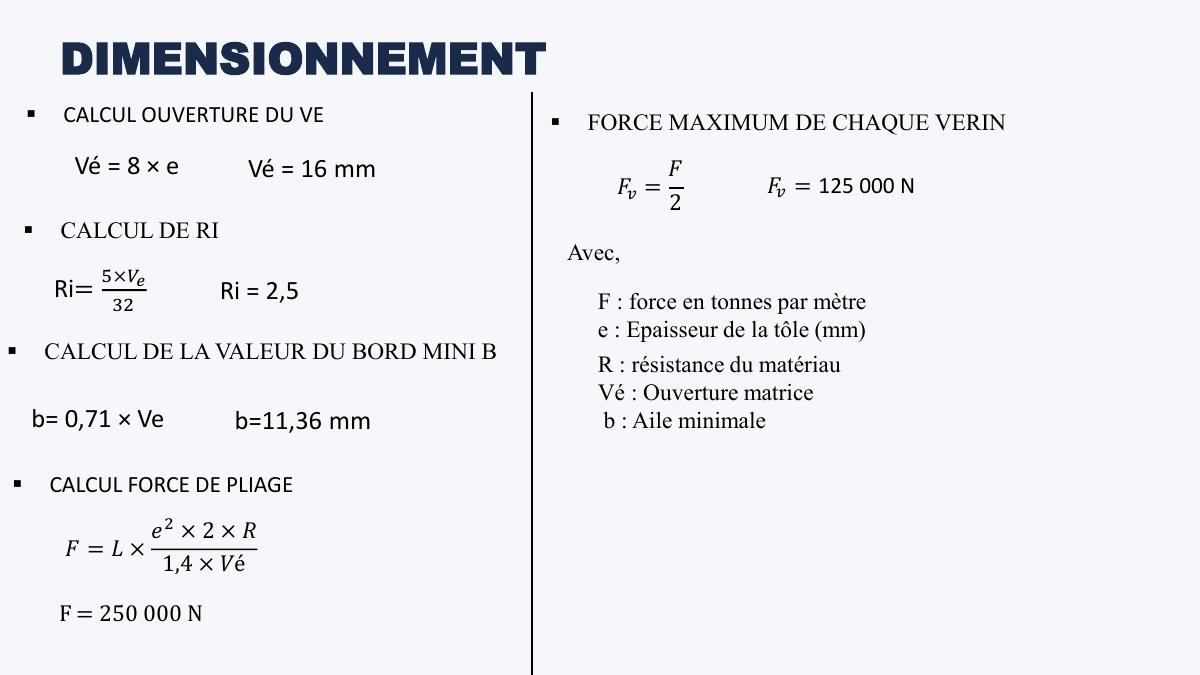 DIMENSIONNEMENT
▪ CALCUL OUVERTURE DU VE
Vé = 8 × e Vé = 16 mm
▪ CALCUL DE RI
Ri= (5×Vₑ)/32 Ri = 2,5
▪ CALCUL DE LA VALEUR DU BORD MINI B
b= 0,71 × Ve b=11,36 mm
▪ CALCUL FORCE DE PLIAGE
F = L × (e² × 2 × R)/(1,4 × Vé)
F = 250 000 N
▪ FORCE MAXIMUM DE CHAQUE VERIN
Fᵥ = F/2 Fᵥ = 125 000 N
Avec,
F : force en tonnes par mètre
e : Epaisseur de la tôle (mm)
R : résistance du matériau
Vé : Ouverture matrice
b : Aile minimale